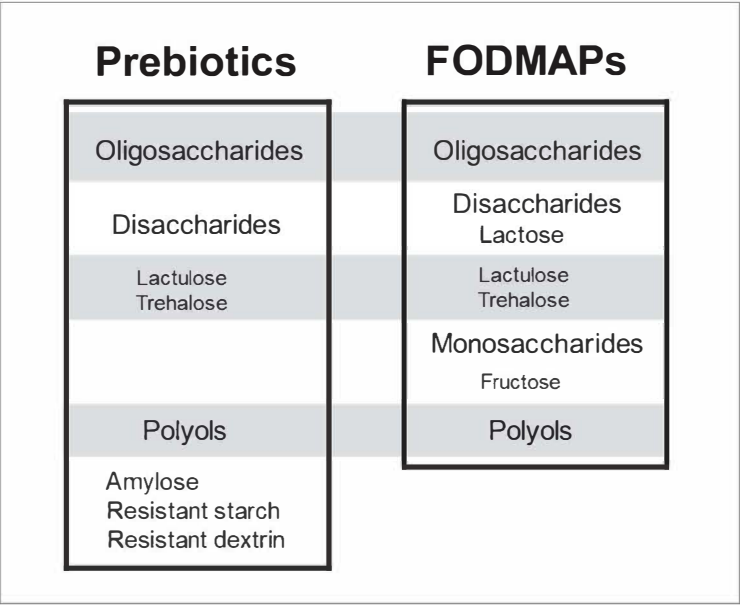 Prebiotics
Oligosaccharides
Disaccharides
Lactulose
Trehalose
Polyols
Amylose
Resistant starch
Resistant dextrin
FODMAPs
Oligosaccharides
Disaccharides
Lactose
Lactulose
Trehalose
Monosaccharides
Fructose
Polyols